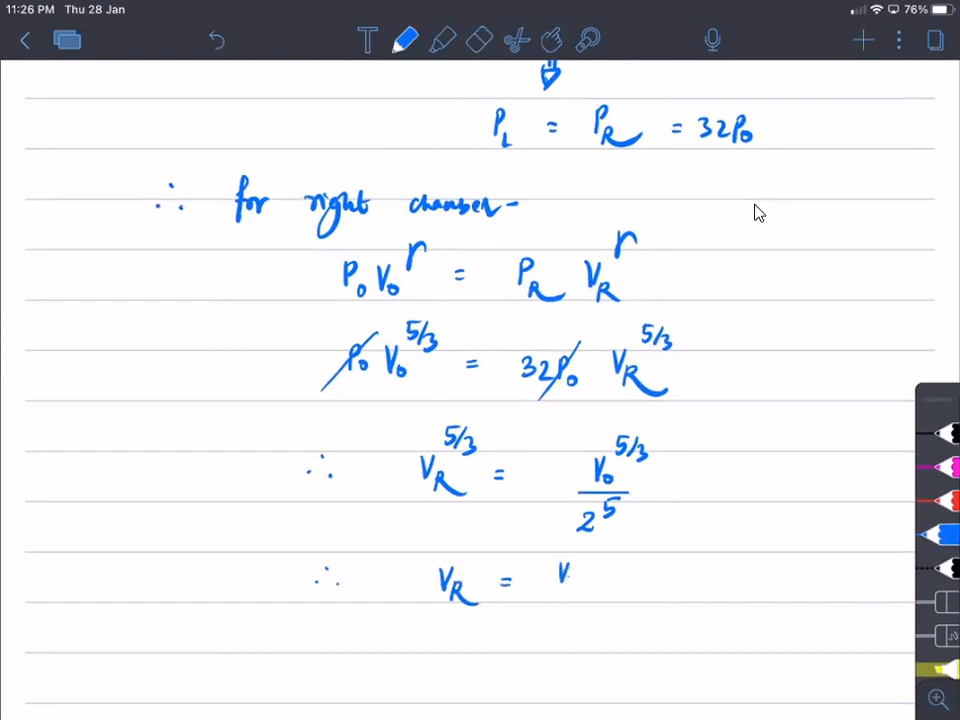 11:26 PM Thu 28 Jan 76%
P_L = P_R = 32P_0
∴ for right chamber-
P_0 V_0^r = P_R V_R^r
P_0 V_0^5/3 = 32P_0 V_R^5/3
∴ V_R^5/3 = V_0^5/3 / 2^5
∴ V_R = V